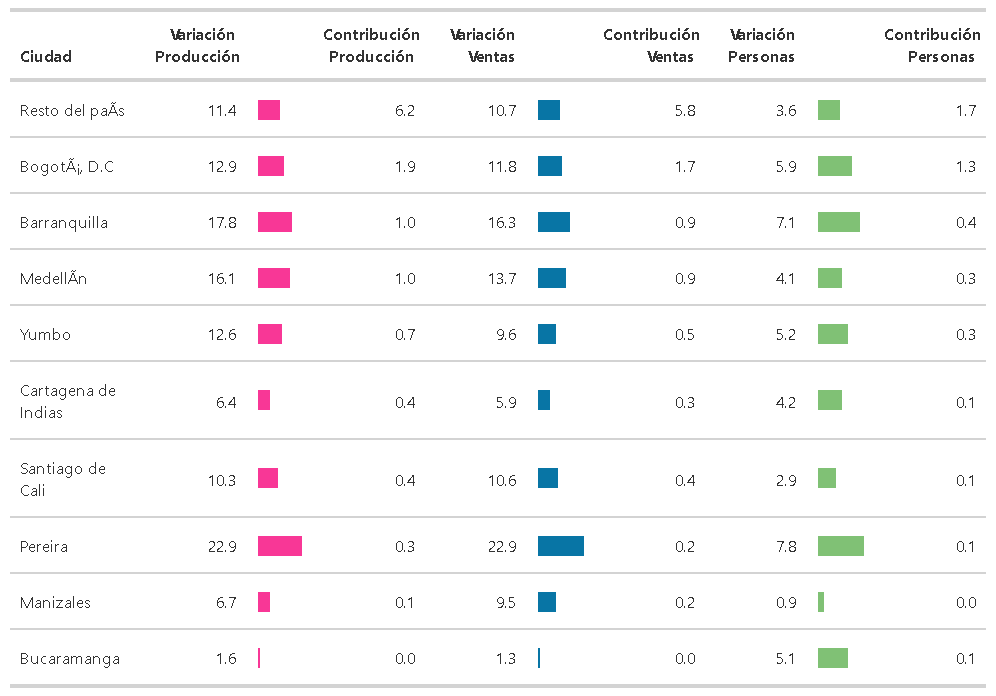 Ciudad Variación Producción Contribución Producción Variación Ventas Contribución Ventas Variación Personas Contribución Personas
Resto del paÃs 11.4 6.2 10.7 5.8 3.6 1.7
BogotÃ¡, D.C 12.9 1.9 11.8 1.7 5.9 1.3
Barranquilla 17.8 1.0 16.3 0.9 7.1 0.4
MedellÃn 16.1 1.0 13.7 0.9 4.1 0.3
Yumbo 12.6 0.7 9.6 0.5 5.2 0.3
Cartagena de
Indias 6.4 0.4 5.9 0.3 4.2 0.1
Santiago de
Cali 10.3 0.4 10.6 0.4 2.9 0.1
Pereira 22.9 0.3 22.9 0.2 7.8 0.1
Manizales 6.7 0.1 9.5 0.2 0.9 0.0
Bucaramanga 1.6 0.0 1.3 0.0 5.1 0.1